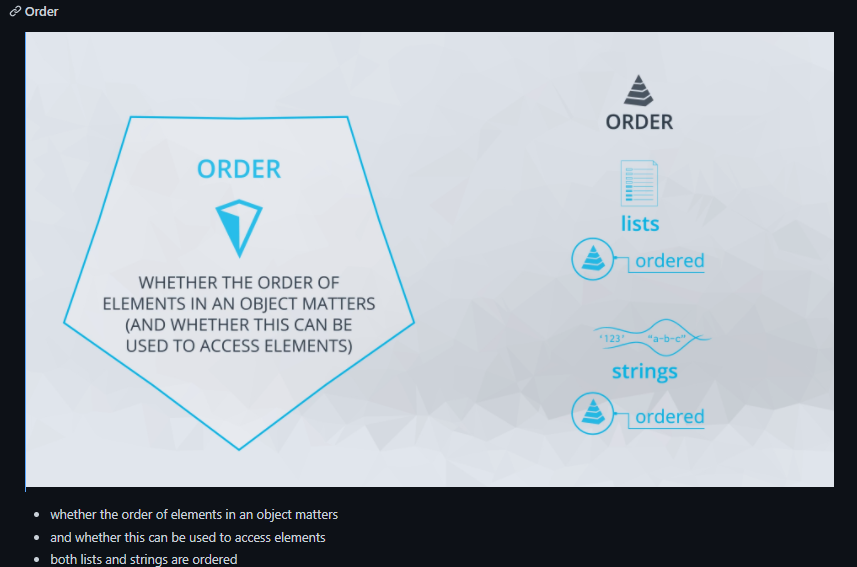 Order
ORDER
WHETHER THE ORDER OF
ELEMENTS IN AN OBJECT MATTERS
(AND WHETHER THIS CAN BE
USED TO ACCESS ELEMENTS)
ORDER
lists
ordered
'123' "a-b-c"
strings
ordered
whether the order of elements in an object matters
and whether this can be used to access elements
both lists and strings are ordered